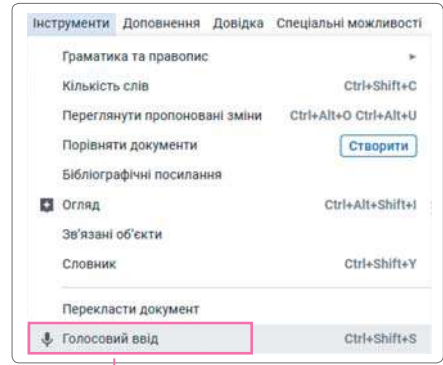 Інструменти Доповнення Довідка Спеціальні можливості
Граматика та правопис ►
Кількість слів Ctrl+Shift+C
Переглянути пропоновані зміни Ctrl+Alt+O Ctrl+Alt+U
Порівняти документи Створити
Бібліографічні посилання
Огляд Ctrl+Alt+Shift+I
Зв'язані об'єкти
Словник Ctrl+Shift+Y
Перекласти документ
Голосовий ввід Ctrl+Shift+S